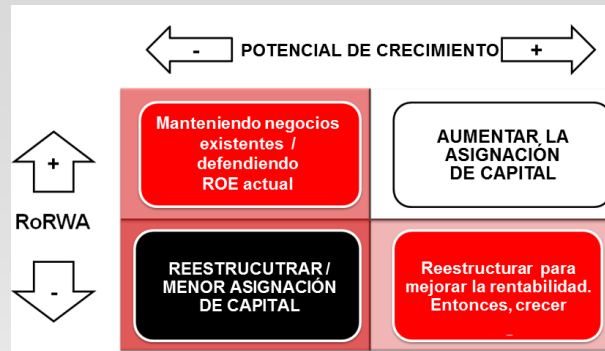 - POTENCIAL DE CRECIMIENTO +
Manteniendo negocios
existentes /
defendiendo
ROE actual
AUMENTAR LA
ASIGNACIÓN
DE CAPITAL
+
RoRWA
-
REESTRUCUTRAR /
MENOR ASIGNACIÓN
DE CAPITAL
Reestructurar para
mejorar la rentabilidad.
Entonces, crecer
_